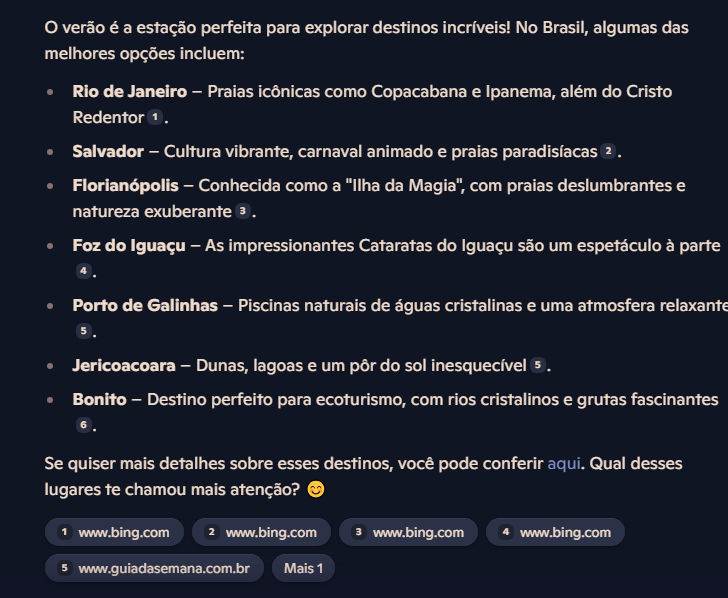 O verão é a estação perfeita para explorar destinos incríveis! No Brasil, algumas das
melhores opções incluem:
• Rio de Janeiro – Praias icônicas como Copacabana e Ipanema, além do Cristo
Redentor 1 .
• Salvador – Cultura vibrante, carnaval animado e praias paradisíacas 2 .
• Florianópolis – Conhecida como a "Ilha da Magia", com praias deslumbrantes e
natureza exuberante 3 .
• Foz do Iguaçu – As impressionantes Cataratas do Iguaçu são um espetáculo à parte
4 .
• Porto de Galinhas – Piscinas naturais de águas cristalinas e uma atmosfera relaxante
5 .
• Jericoacoara – Dunas, lagoas e um pôr do sol inesquecível 5 .
• Bonito – Destino perfeito para ecoturismo, com rios cristalinos e grutas fascinantes
6 .
Se quiser mais detalhes sobre esses destinos, você pode conferir aqui. Qual desses
lugares te chamou mais atenção? 😊
1 www.bing.com 2 www.bing.com 3 www.bing.com 4 www.bing.com
5 www.guiadasemana.com.br Mais 1